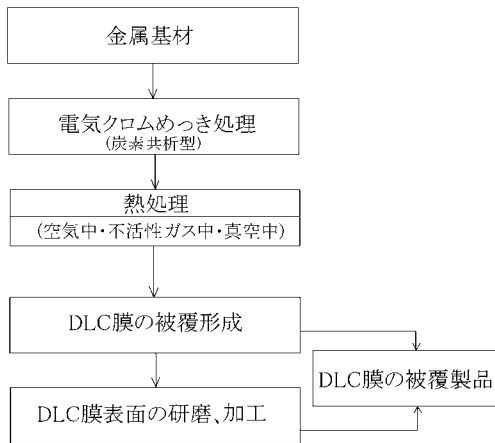 金属基材
電気クロムめっき処理
(炭素共析型)
熱処理
(空気中・不活性ガス中・真空中)
DLC膜の被覆形成
DLC膜の被覆製品
DLC膜表面の研磨、加工